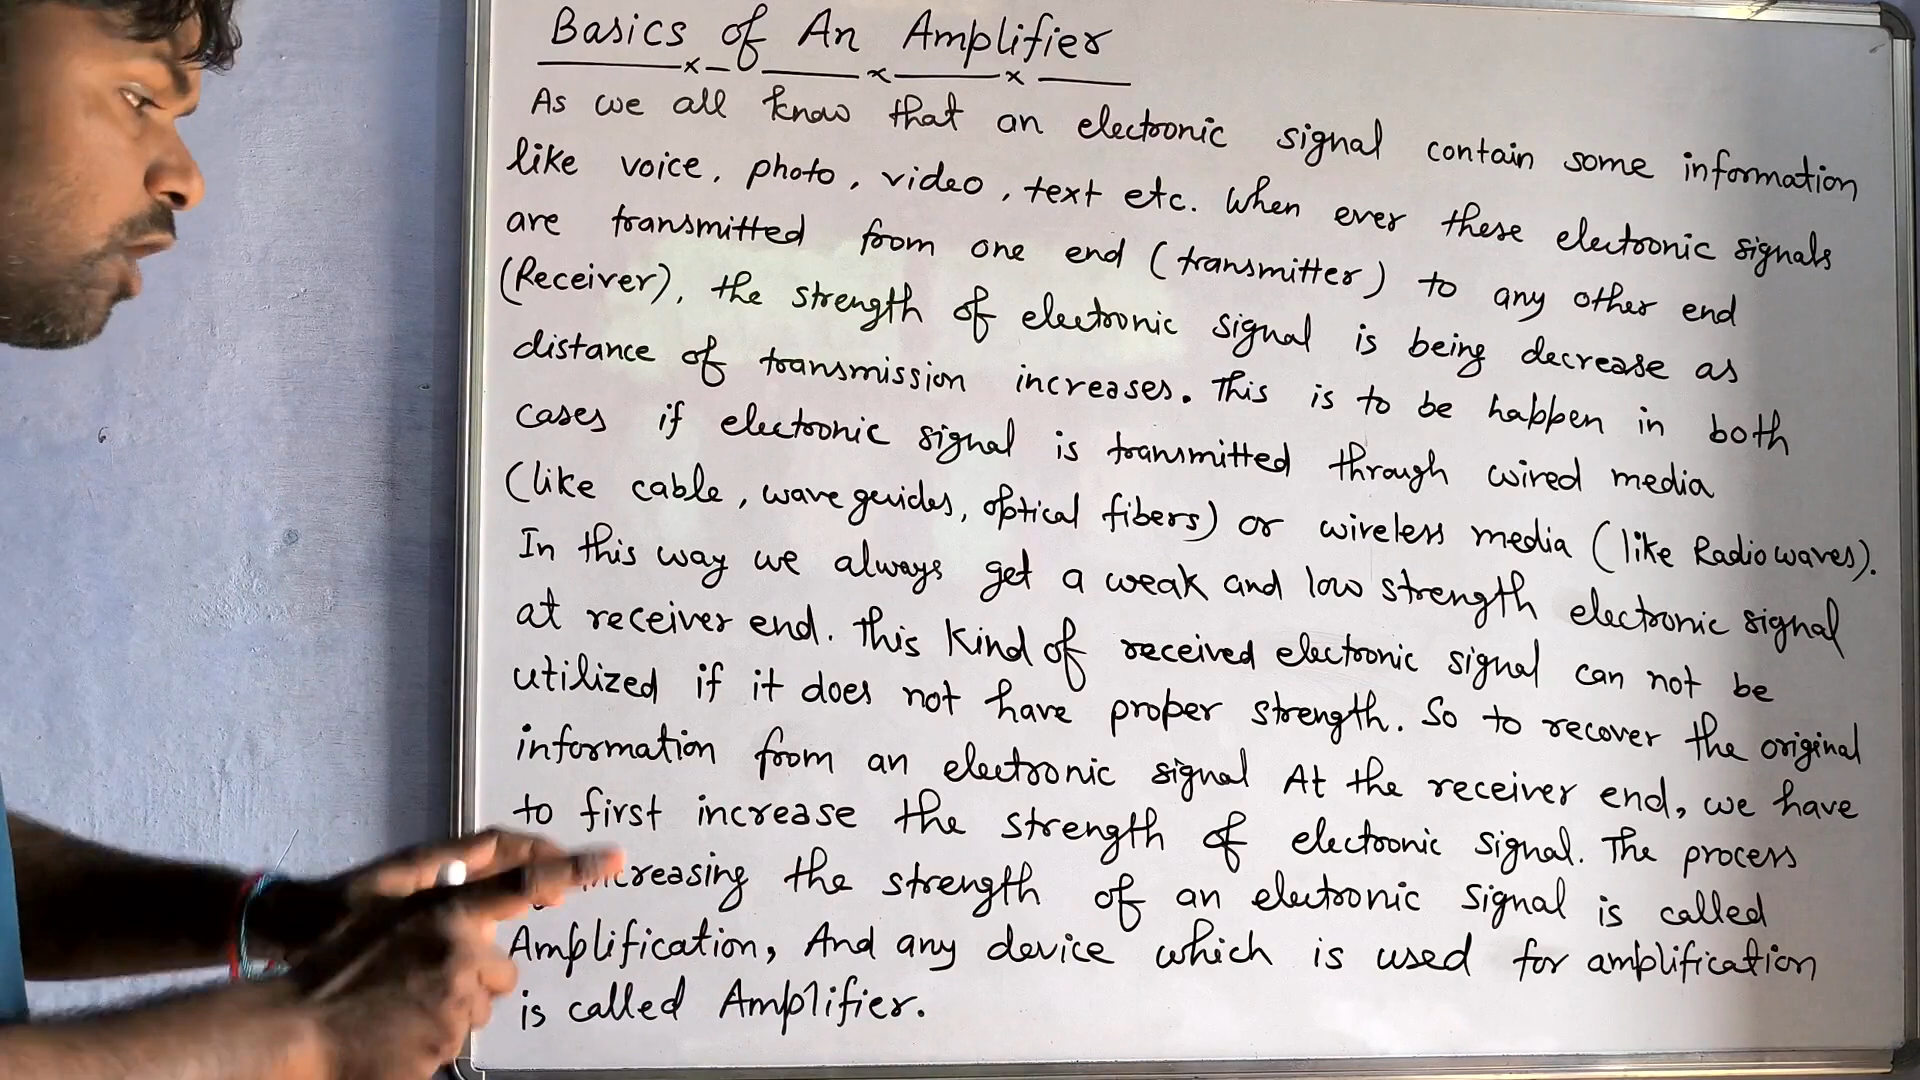 Basics of An Amplifier
As we all know that an electronic signal contain some information
like voice, photo, video, text etc. When ever these electronic signals
are transmitted from one end (transmitter) to any other end
(Receiver), the strength of electronic signal is being decrease as
distance of transmission increases. This is to be happen in both
cases if electronic signal is transmitted through wired media
(like cable, wave guides, optical fibers) or wireless media (like Radio waves).
In this way we always get a weak and low strength electronic signal
at receiver end. This Kind of received electronic signal can not be
utilized if it does not have proper strength. So to recover the original
information from an electronic signal At the receiver end, we have
to first increase the strength of electronic signal. The process
increasing the strength of an electronic signal is called
Amplification, And any device which is used for amplification
is called Amplifier.